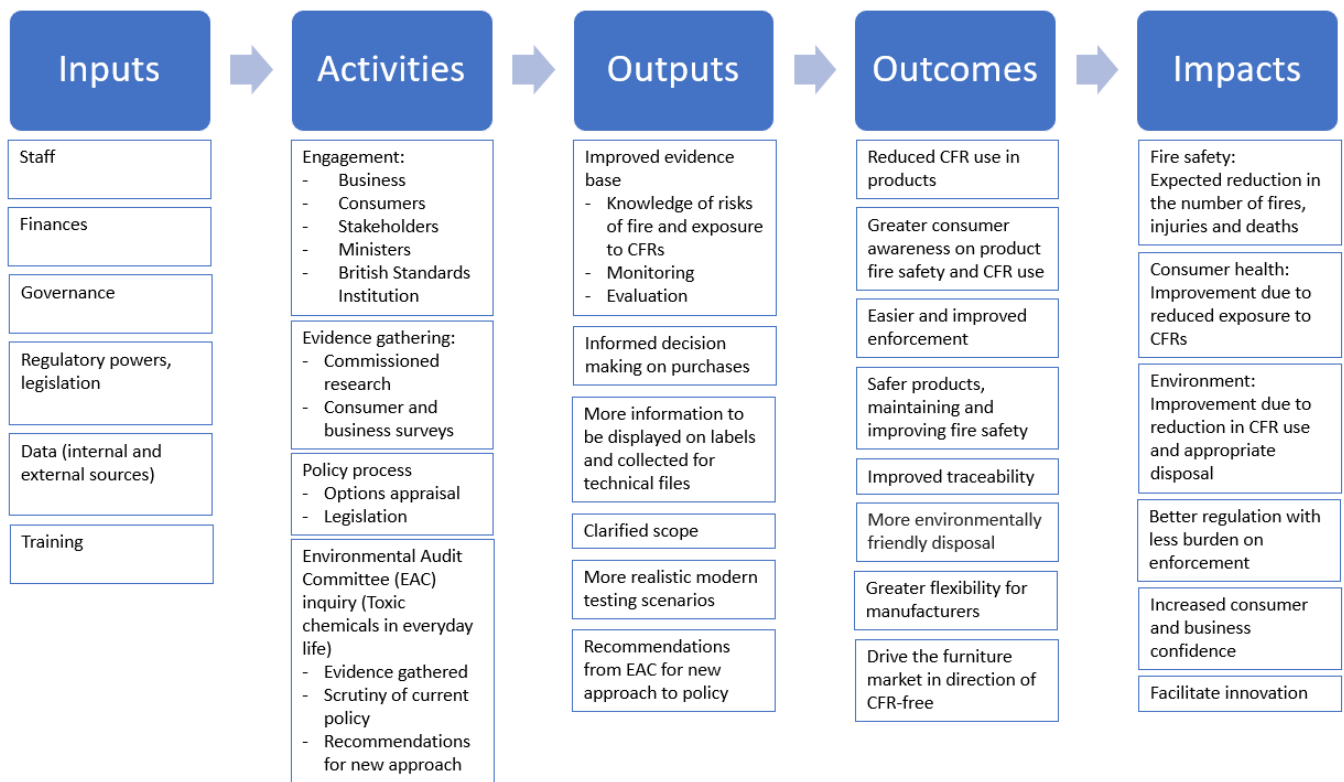 Inputs
Activities
Outputs
Outcomes
Impacts
Staff
Finances
Governance
Regulatory powers,
legislation
Data (internal and
external sources)
Training
Engagement:
- Business
- Consumers
- Stakeholders
- Ministers
- British Standards
Institution
Evidence gathering:
- Commissioned
research
- Consumer and
business surveys
Policy process
- Options appraisal
- Legislation
Environmental Audit
Committee (EAC)
inquiry (Toxic
chemicals in everyday
life)
- Evidence gathered
- Scrutiny of current
policy
- Recommendations
for new approach
Improved evidence
base
- Knowledge of risks
of fire and exposure
to CFRs
- Monitoring
- Evaluation
Informed decision
making on purchases
More information to
be displayed on labels
and collected for
technical files
Clarified scope
More realistic modern
testing scenarios
Recommendations
from EAC for new
approach to policy
Reduced CFR use in
products
Greater consumer
awareness on product
fire safety and CFR use
Easier and improved
enforcement
Safer products,
maintaining and
improving fire safety
Improved traceability
More environmentally
friendly disposal
Greater flexibility for
manufacturers
Drive the furniture
market in direction of
CFR-free
Fire safety:
Expected reduction in
the number of fires,
injuries and deaths
Consumer health:
Improvement due to
reduced exposure to
CFRs
Environment:
Improvement due to
reduction in CFR use
and appropriate
disposal
Better regulation with
less burden on
enforcement
Increased consumer
and business
confidence
Facilitate innovation